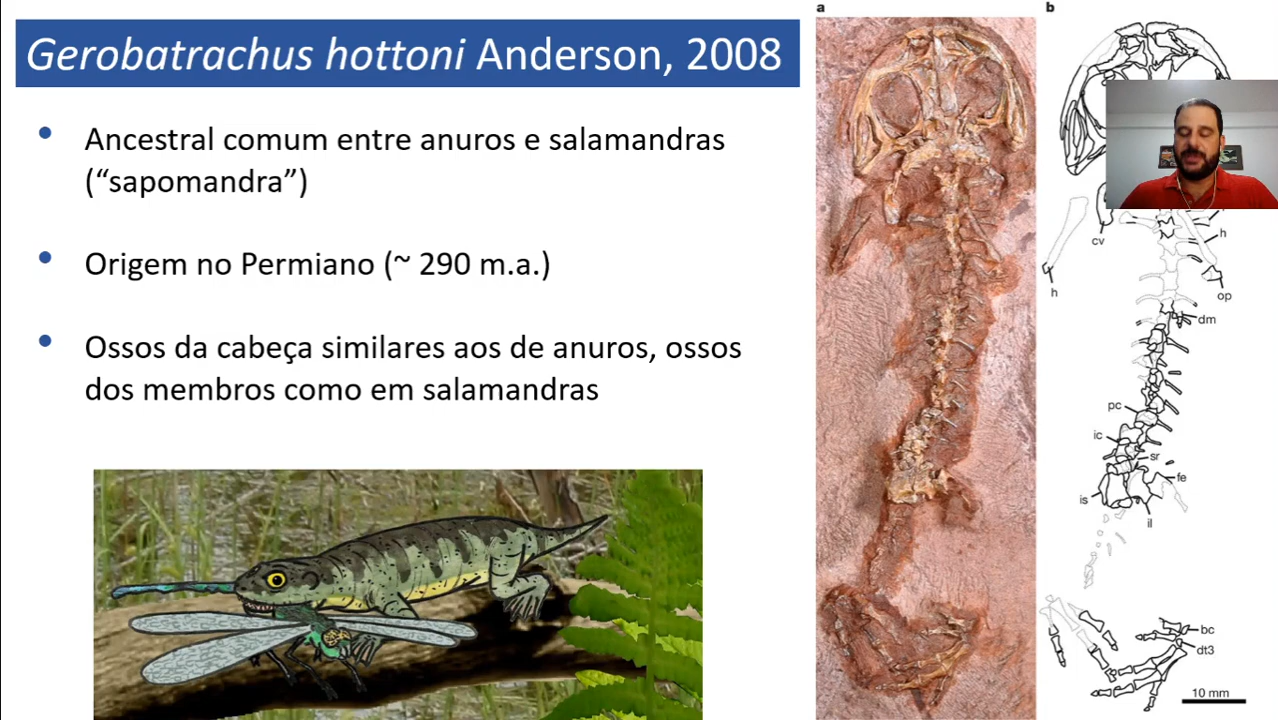 Gerobatrachus hottoni Anderson, 2008
• Ancestral comum entre anuros e salamandras
(“sapomandra”)
• Origem no Permiano (~ 290 m.a.)
• Ossos da cabeça similares aos de anuros, ossos
dos membros como em salamandras
a
b
cv
h
h
op
dm
pc
ic
sr
fe
is
il
bc
dt3
10 mm